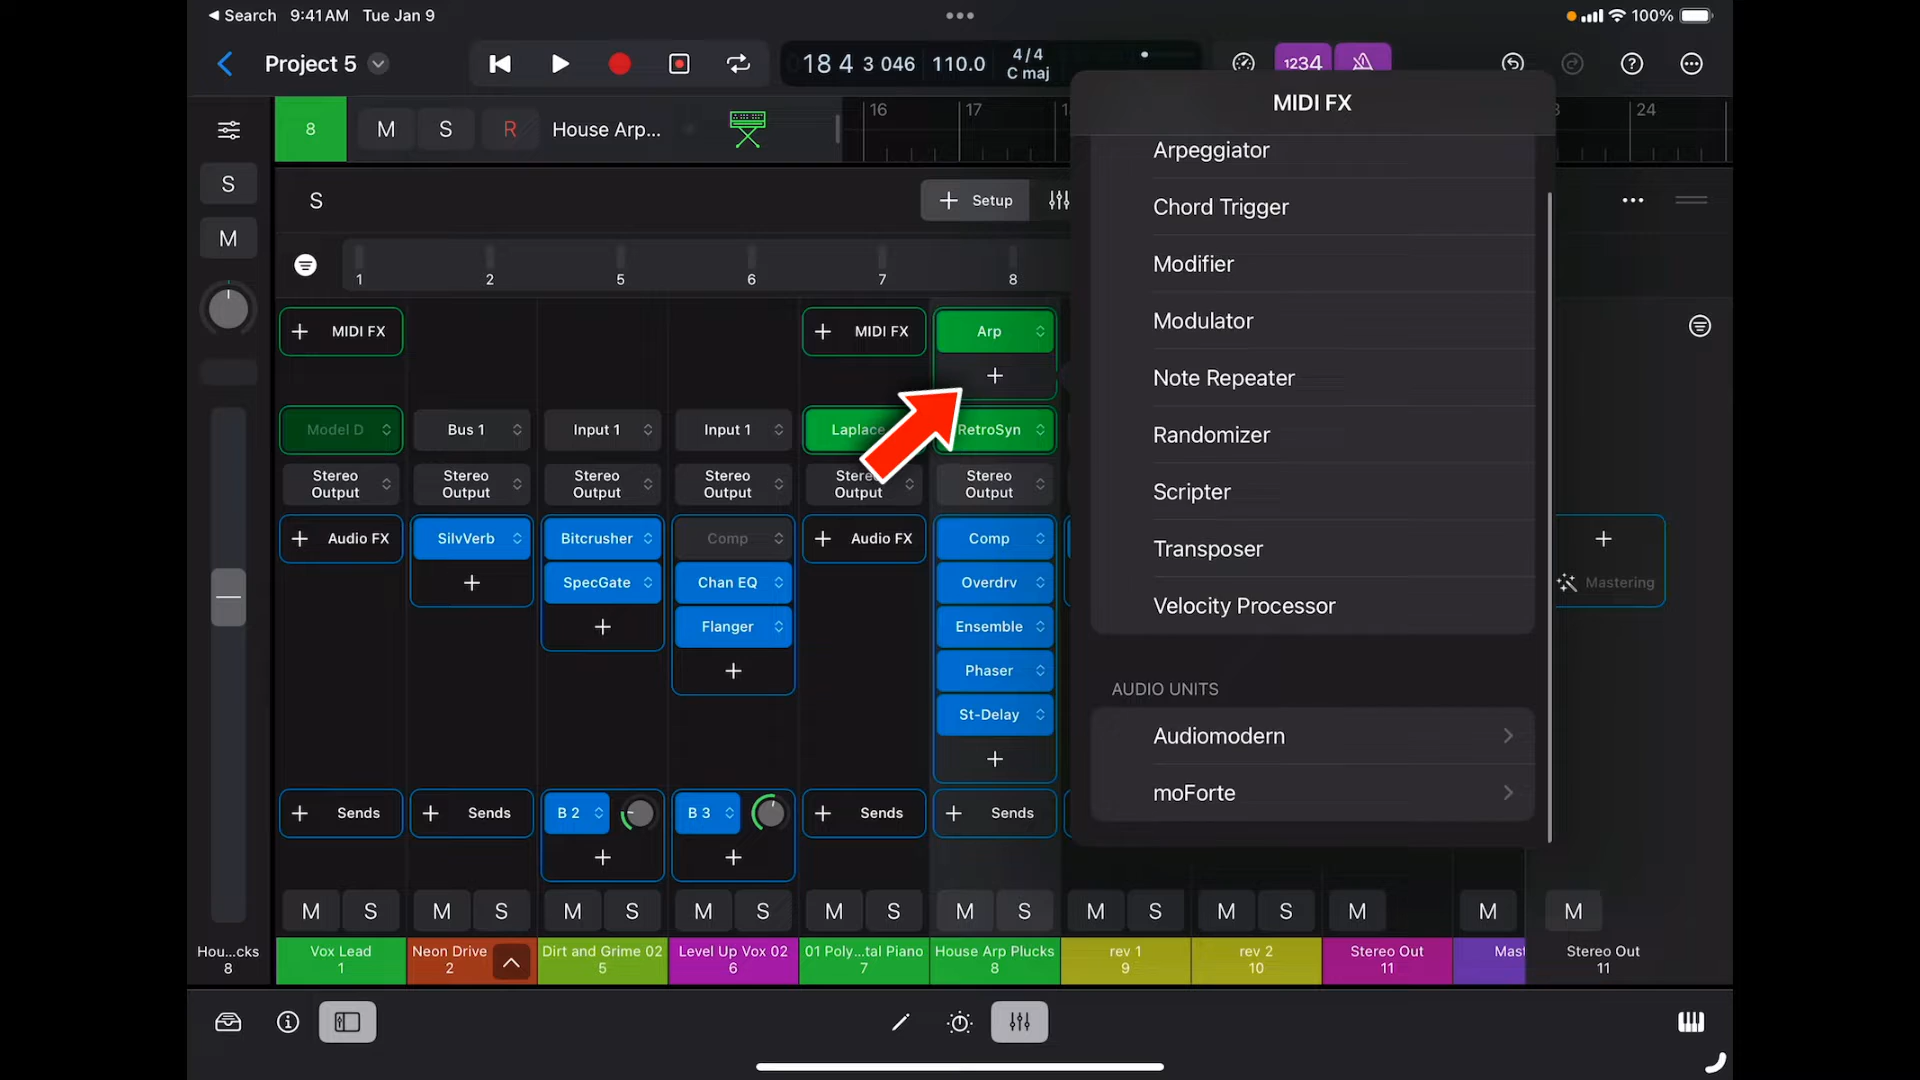 Search 9:41 AM Tue Jan 9
100%
Project 5
18 4 3 046
110.0
4/4
C maj
1234
8
M
S
R
House Arp...
16
17
24
MIDI FX
Arpeggiator
Chord Trigger
Modifier
Modulator
Note Repeater
Randomizer
Scripter
Transposer
Velocity Processor
AUDIO UNITS
Audiomodern
moForte
S
M
S
+ Setup
1
2
5
6
7
8
+ MIDI FX
+ MIDI FX
Arp
+
Model D
Bus 1
Input 1
Input 1
Laplace
RetroSyn
Stereo
Output
Stereo
Output
Stereo
Output
Stereo
Output
Output
Stereo
Output
+ Audio FX
SilvVerb
Bitcrusher
Comp
+ Audio FX
Comp
+
+
SpecGate
Chan EQ
Overdrv
Mastering
+
Flanger
Ensemble
+
Phaser
St-Delay
+
+ Sends
+ Sends
B 2
B 3
+ Sends
+ Sends
+
+
M S
M S
M S
M S
M S
M S
M S
M S
M
M
M
Hou...cks
8
Vox Lead
1
Neon Drive
2
Dirt and Grime 02
5
Level Up Vox 02
6
01 Poly...tal Piano
7
House Arp Plucks
8
rev 1
9
rev 2
10
Stereo Out
11
Mast
Stereo Out
11